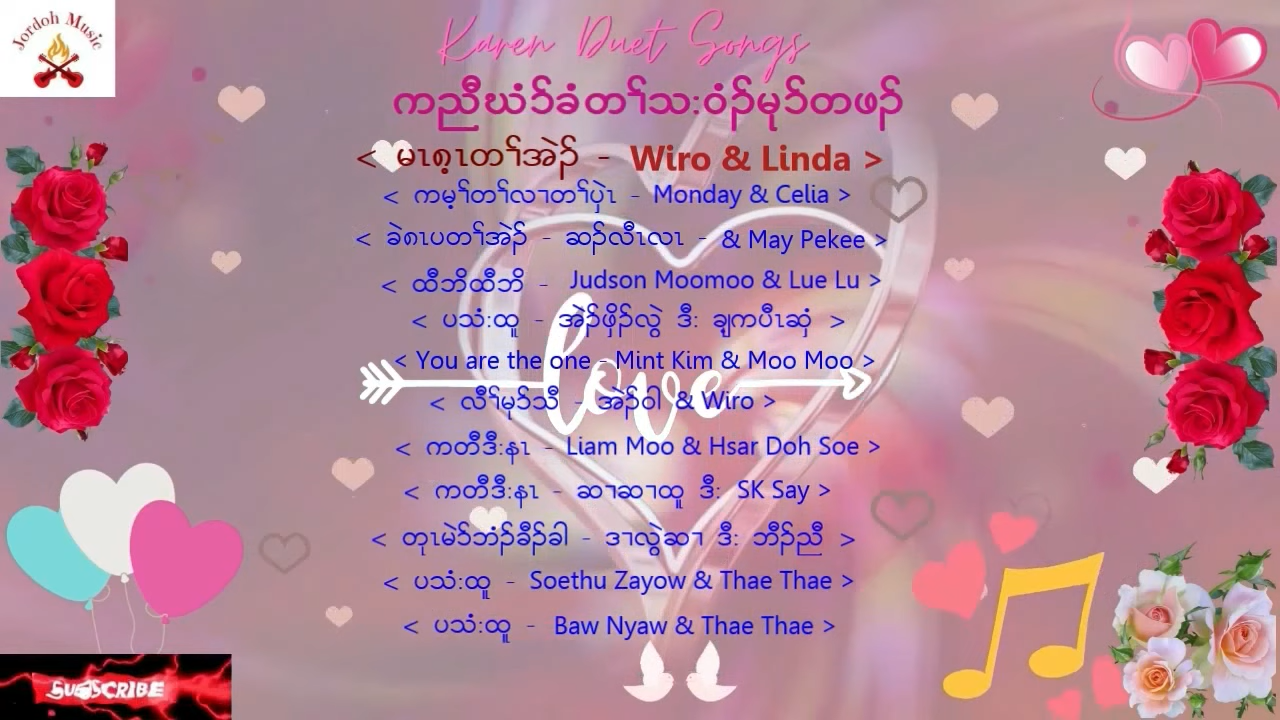 Jordoh Music
Karen Duet Songs
ကညီဃံာ်ခံတၢ်သးဝံၣ်မုာ်တဖၣ်
< မၤစ့ၤတၢ်အဲၣ် - Wiro & Linda >
< ကမ့ၢ်တၢ်လၢတၢ်ပှဲၤ - Monday & Celia >
< ခဲစၤပတၢ်အဲၣ် - ဆၣ်လီၤလၤ - & May Pekee >
< ထီဘိထီဘိ - Judson Moomoo & Lue Lu >
< ပသံးထူ - အဲၣ်ဖှိၣ်လွဲ ဒီး ချ့ကပီၤဆုံ >
< You are the one - Mint Kim & Moo Moo >
< လီၢ်မုာ်သီ - အဲၣ်ဝါ & Wiro >
< ကတီဒီးနၤ - Liam Moo & Hsar Doh Soe >
< ကတီဒီးနၤ - ဆၢဆၢထူ ဒီး SK Say >
< တုၤမဲာ်ဘံၣ်ခီၣ်ခါ - ဒၢလွဲဆၢ ဒီး ဘီၣ်ညီ >
< ပသံးထူ - Soethu Zayow & Thae Thae >
< ပသံးထူ - Baw Nyaw & Thae Thae >
love
SUBSCRIBE